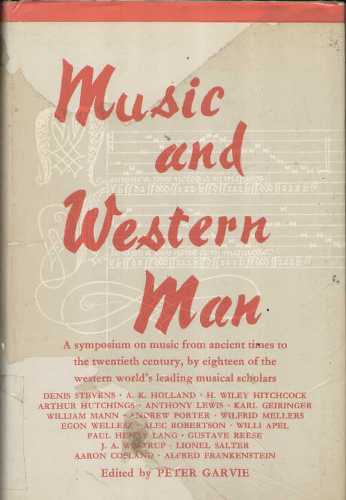 Music
and
Western
Man
A symposium on music from ancient times to
the twentieth century, by eighteen of the
western world's leading musical scholars
DENIS STEVENS · A. K. HOLLAND · H. WILEY HITCHCOCK
ARTHUR HUTCHINGS · ANTHONY LEWIS · KARL GEIRINGER
WILLIAM MANN · ANDREW PORTER · WILFRID MELLERS
EGON WELLESZ · ALEC ROBERTSON · WILLI APEL
PAUL HENRY LANG · GUSTAVE REESE
J. A. WESTRUP · LIONEL SALTER
AARON COPLAND · ALFRED FRANKENSTEIN
Edited by PETER GARVIE